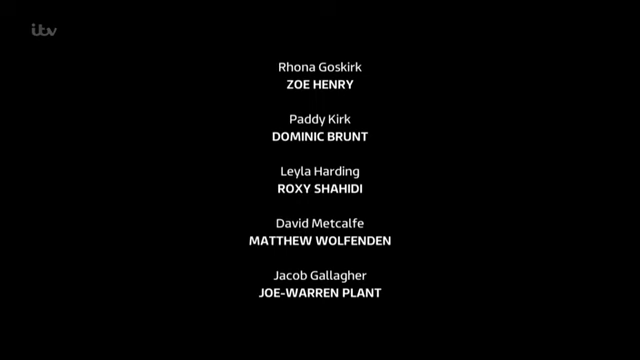 itv
Rhona Goskirk
ZOE HENRY
Paddy Kirk
DOMINIC BRUNT
Leyla Harding
ROXY SHAHIDI
David Metcalfe
MATTHEW WOLFENDEN
Jacob Gallagher
JOE-WARREN PLANT